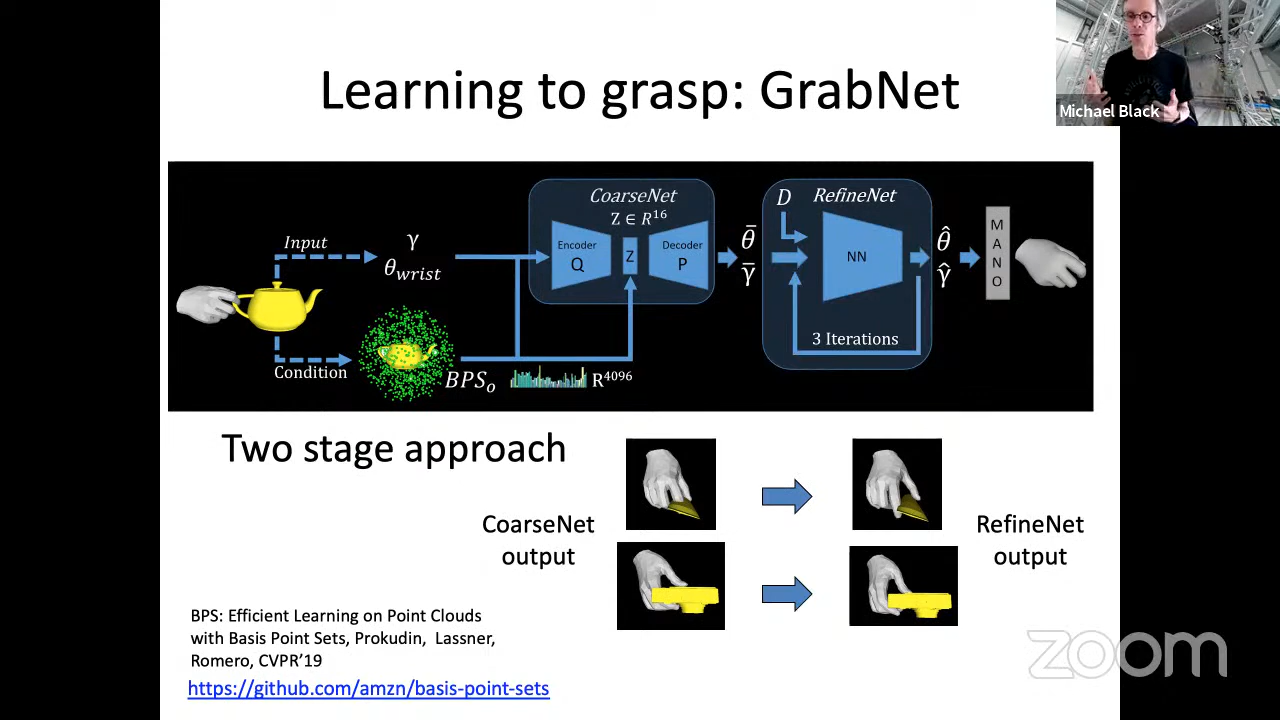 Learning to grasp: GrabNet
Michael Black
CoarseNet
Z ∈ R¹⁶
D
RefineNet
Input
γ
θwrist
Encoder
Q
Z
Decoder
P
θ̄
γ̄
NN
θ̂
γ̂
M
A
N
O
3 Iterations
Condition
BPSₒ
R⁴⁰⁹⁶
Two stage approach
CoarseNet
output
RefineNet
output
BPS: Efficient Learning on Point Clouds
with Basis Point Sets, Prokudin, Lassner,
Romero, CVPR’19
https://github.com/amzn/basis-point-sets
zoom